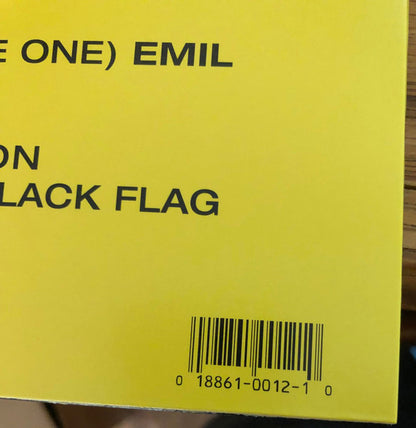 E ONE) EMIL
ON
LACK FLAG
0 18861-0012-1 0